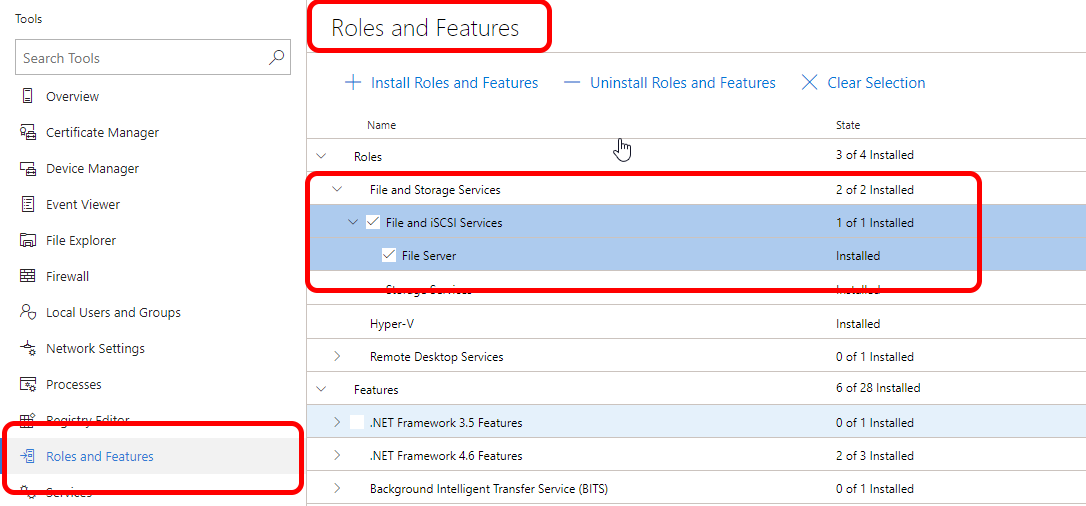 Tools
Search Tools
Overview
Certificate Manager
Device Manager
Event Viewer
File Explorer
Firewall
Local Users and Groups
Network Settings
Processes
Registry Editor
Roles and Features
Services
Roles and Features
Install Roles and Features Uninstall Roles and Features Clear Selection
Name State
Roles 3 of 4 Installed
File and Storage Services 2 of 2 Installed
File and iSCSI Services 1 of 1 Installed
File Server Installed
Storage Services Installed
Hyper-V Installed
Remote Desktop Services 0 of 1 Installed
Features 6 of 28 Installed
.NET Framework 3.5 Features 0 of 1 Installed
.NET Framework 4.6 Features 2 of 3 Installed
Background Intelligent Transfer Service (BITS) 0 of 1 Installed